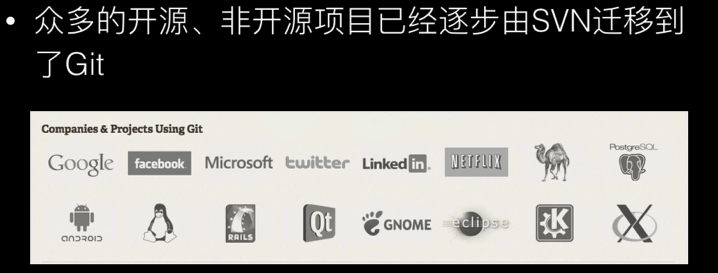 • 众多的开源、非开源项目已经逐步由SVN迁移到
了Git
Companies & Projects Using Git
Google facebook Microsoft twitter LinkedIn NETFLIX PostgreSQL
ANDROID RAILS Qt GNOME eclipse K X